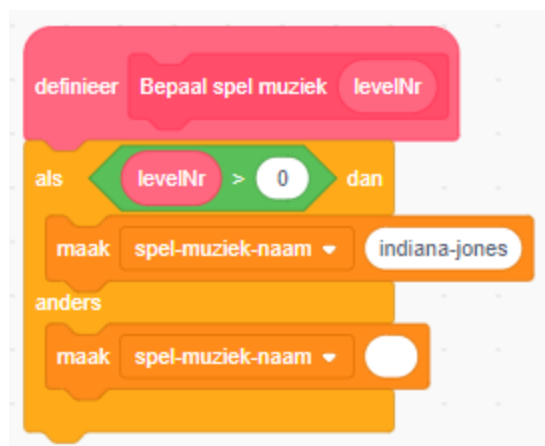 definieer Bepaal spel muziek levelNr
als levelNr > 0 dan
maak spel-muziek-naam indiana-jones
anders
maak spel-muziek-naam